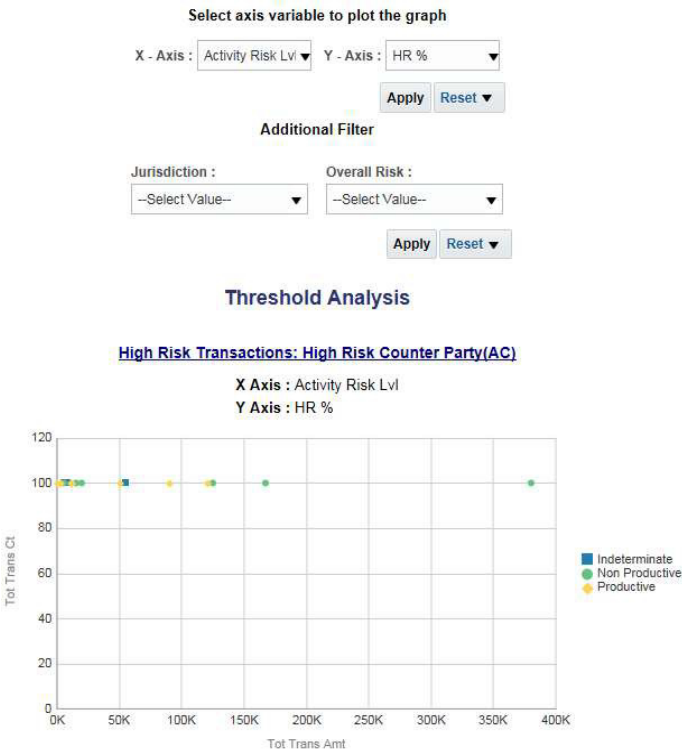 Select axis variable to plot the graph
X - Axis : Activity Risk Lvl Y - Axis : HR %
Apply Reset
Additional Filter
Jurisdiction : Overall Risk :
--Select Value-- --Select Value--
Apply Reset
Threshold Analysis
High Risk Transactions: High Risk Counter Party(AC)
X Axis : Activity Risk Lvl
Y Axis : HR %
120
100
80
60
40
20
0
Tot Trans Ct
0K 50K 100K 150K 200K 250K 300K 350K 400K
Tot Trans Amt
Indeterminate
Non Productive
Productive